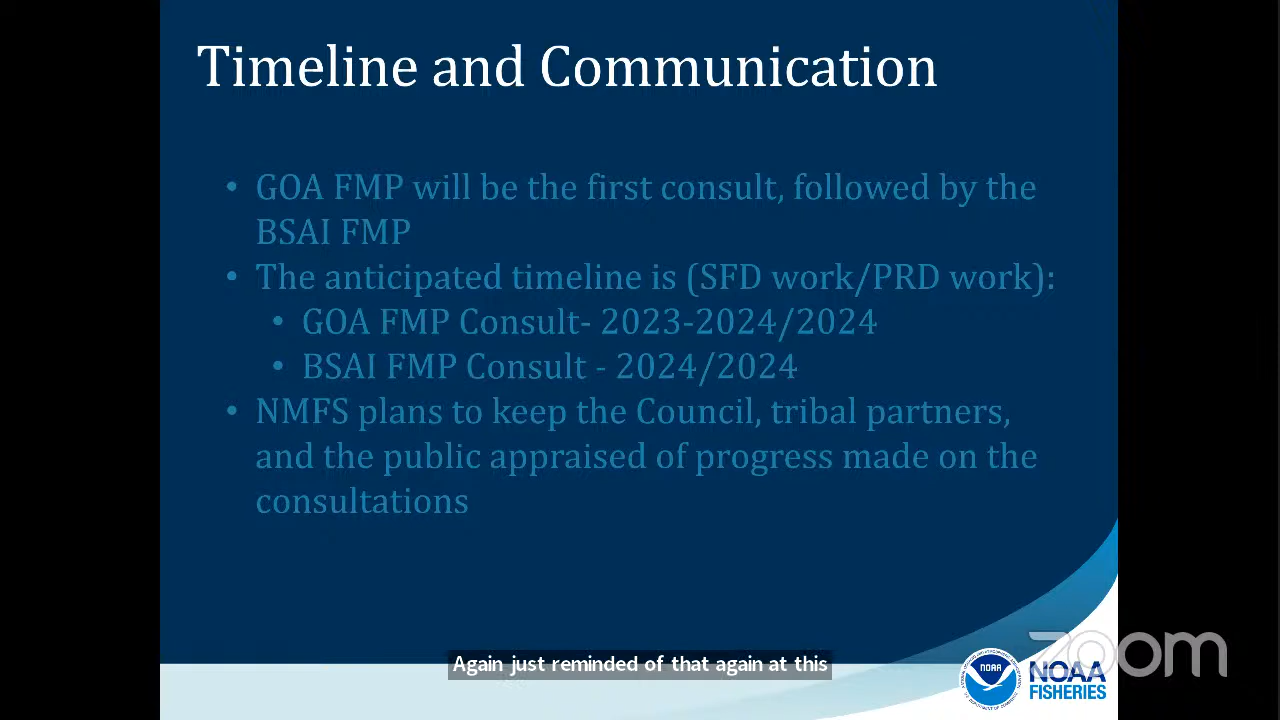 Timeline and Communication
• GOA FMP will be the first consult, followed by the
BSAI FMP
• The anticipated timeline is (SFD work/PRD work):
• GOA FMP Consult- 2023-2024/2024
• BSAI FMP Consult - 2024/2024
• NMFS plans to keep the Council, tribal partners,
and the public appraised of progress made on the
consultations
Again just reminded of that again at this
zoom
NOAA
NOAA
FISHERIES